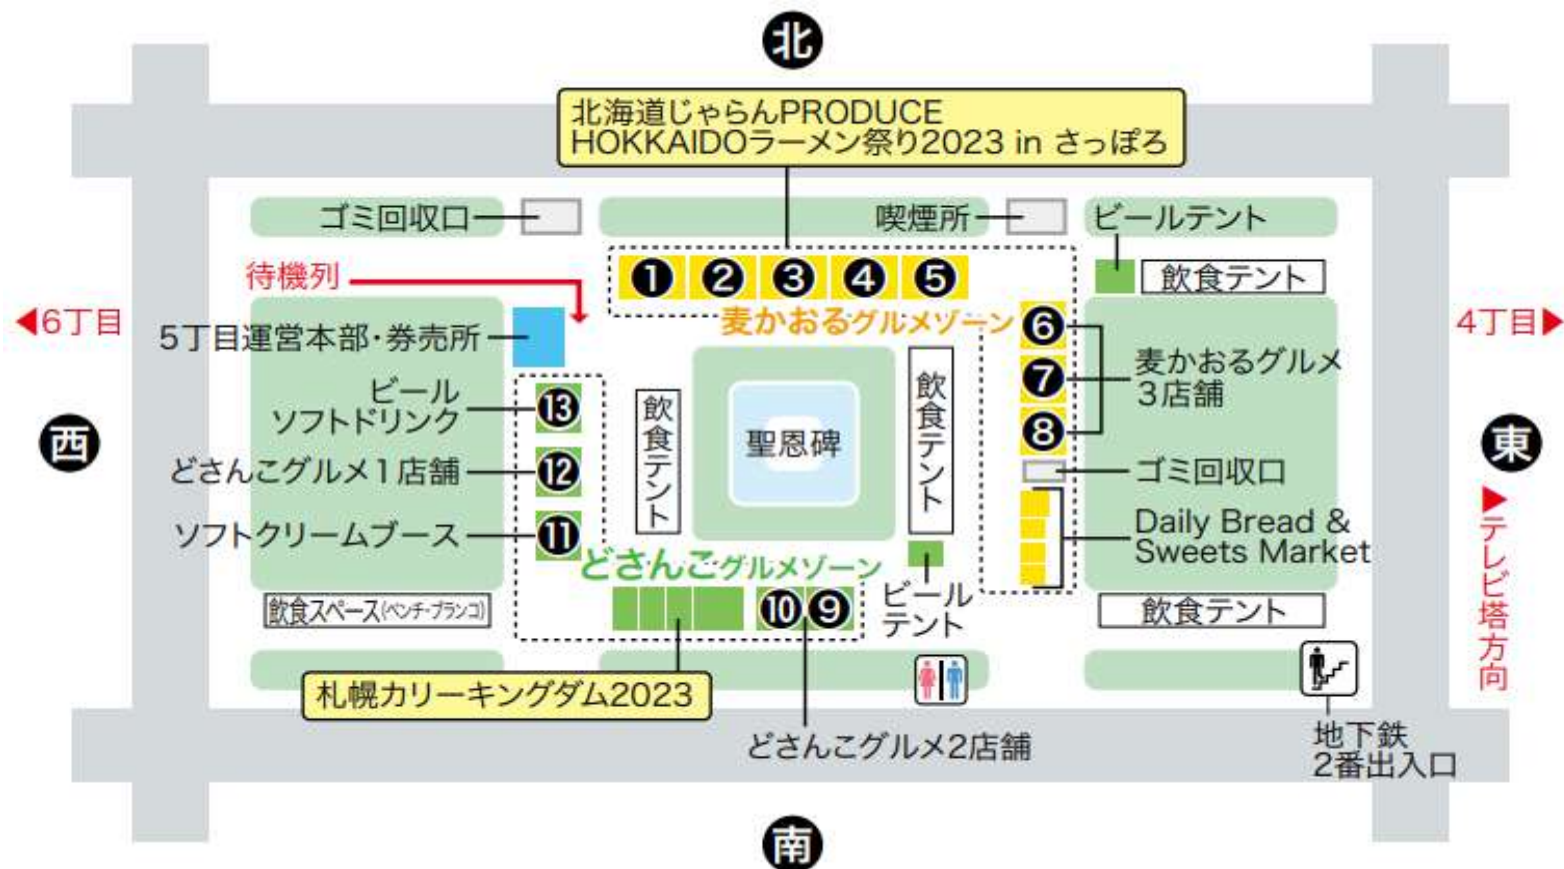 北
北海道じゃらんPRODUCE
HOKKAIDOラーメン祭り2023 in さっぽろ
ゴミ回収口
喫煙所
ビールテント
待機列
❶
❷
❸
❹
❺
飲食テント
◀6丁目
5丁目運営本部・券売所
麦かおるグルメゾーン
❻
4丁目▶
❼
❽
麦かおるグルメ
3店舗
ビール
ソフトドリンク
⓭
飲食テント
聖恩碑
飲食テント
西
東
どさんこグルメ1店舗
⓬
ゴミ回収口
ソフトクリームブース
⓫
Daily Bread &
Sweets Market
▶テレビ塔方向
どさんこグルメゾーン
飲食スペース(ベンチ・ブランコ)
❿
❾
ビール
テント
飲食テント
札幌カリーキングダム2023
どさんこグルメ2店舗
地下鉄
2番出入口
南